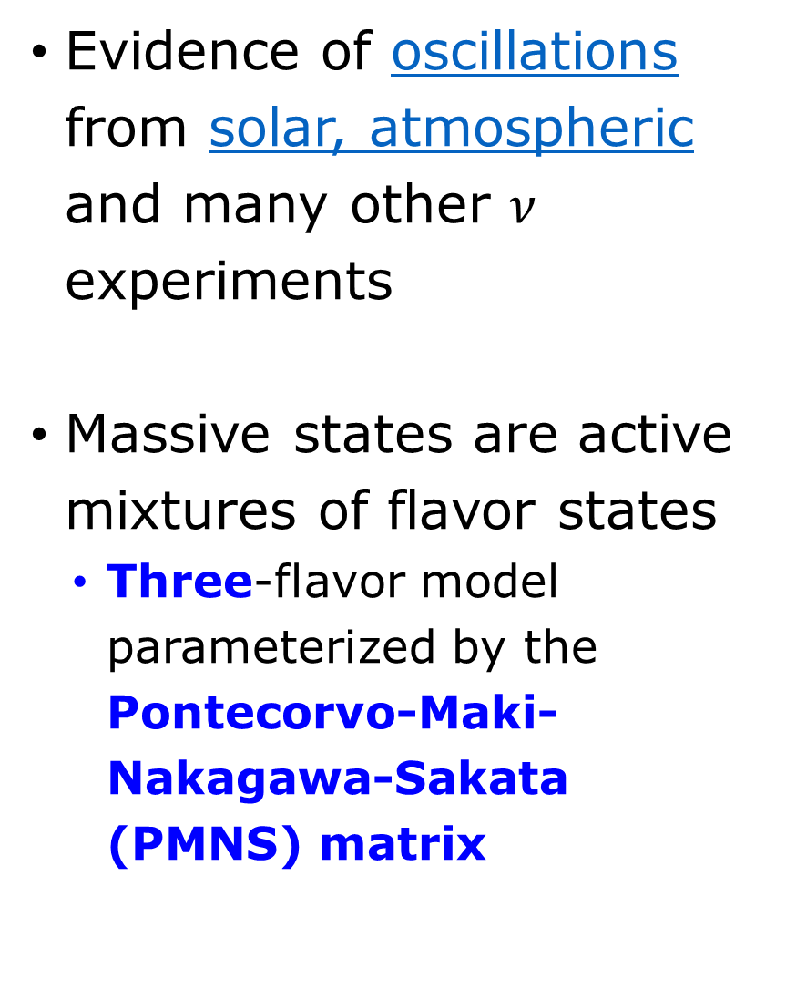 • Evidence of oscillations
from solar, atmospheric
and many other ν
experiments
• Massive states are active
mixtures of flavor states
• Three-flavor model
parameterized by the
Pontecorvo-Maki-
Nakagawa-Sakata
(PMNS) matrix